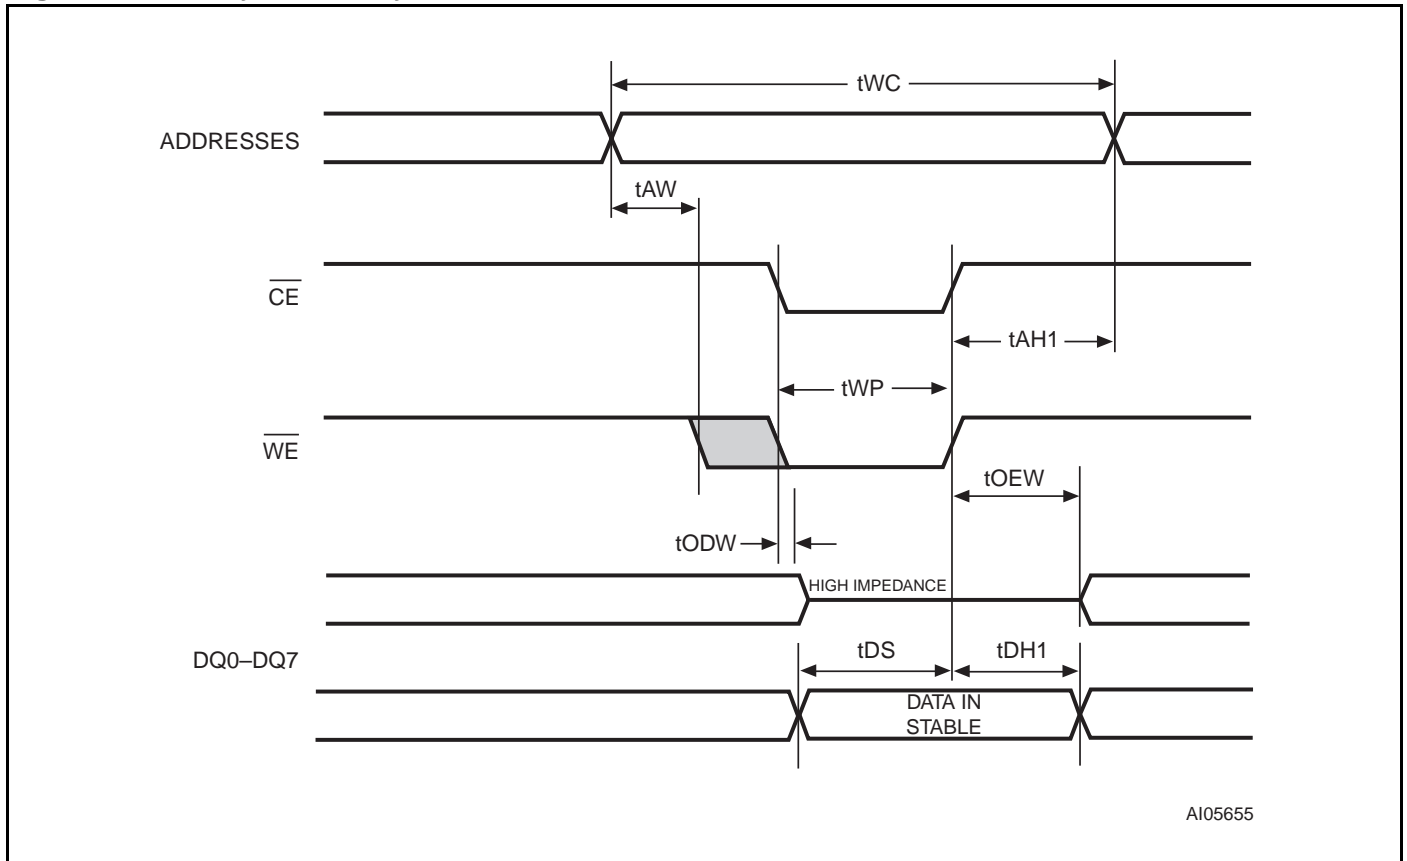 tWC
ADDRESSES
tAW
CE
tAH1
tWP
WE
tOEW
tODW
HIGH IMPEDANCE
DQ0–DQ7
tDS
tDH1
DATA IN
STABLE
AI05655